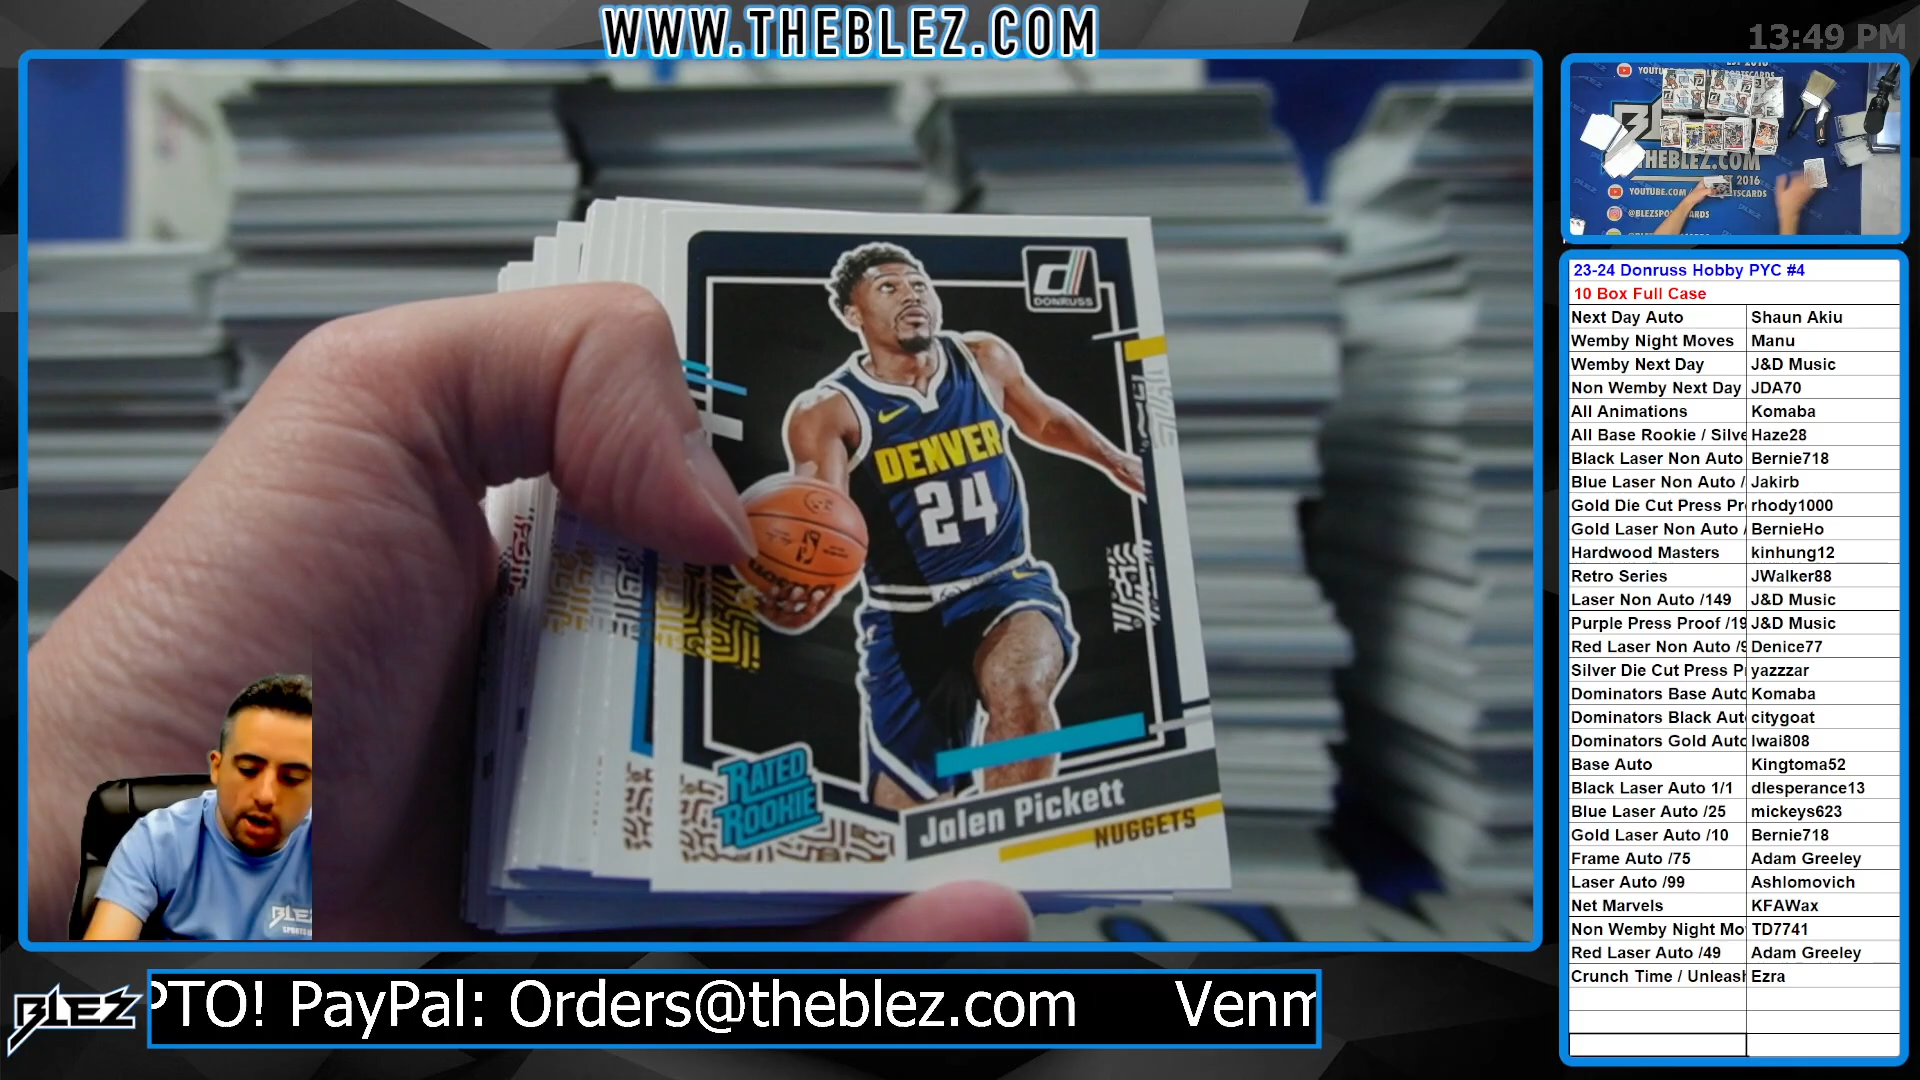 WWW.THEBLEZ.COM
13:49 PM
DONRUSS
DENVER
24
RATED
ROOKIE
Jalen Pickett
NUGGETS
THEBLEZ.COM
2016
YOUTUBE.COM
23-24 Donruss Hobby PYC #4
10 Box Full Case
Next Day Auto Shaun Akiu
Wemby Night Moves Manu
Wemby Next Day J&D Music
Non Wemby Next Day JDA70
All Animations Komaba
All Base Rookie / Silve Haze28
Black Laser Non Auto Bernie718
Blue Laser Non Auto / Jakirb
Gold Die Cut Press Pr rhody1000
Gold Laser Non Auto / BernieHo
Hardwood Masters kinhung12
Retro Series JWalker88
Laser Non Auto /149 J&D Music
Purple Press Proof /19 J&D Music
Red Laser Non Auto /9 Denice77
Silver Die Cut Press P yazzzar
Dominators Base Auto Komaba
Dominators Black Aut citygoat
Dominators Gold Auto Iwai808
Base Auto Kingtoma52
Black Laser Auto 1/1 dlesperance13
Blue Laser Auto /25 mickeys623
Gold Laser Auto /10 Bernie718
Frame Auto /75 Adam Greeley
Laser Auto /99 Ashlomovich
Net Marvels KFAWax
Non Wemby Night Mo TD7741
Red Laser Auto /49 Adam Greeley
Crunch Time / Unleash Ezra
BLEZ
PTO! PayPal: Orders@theblez.com Venm